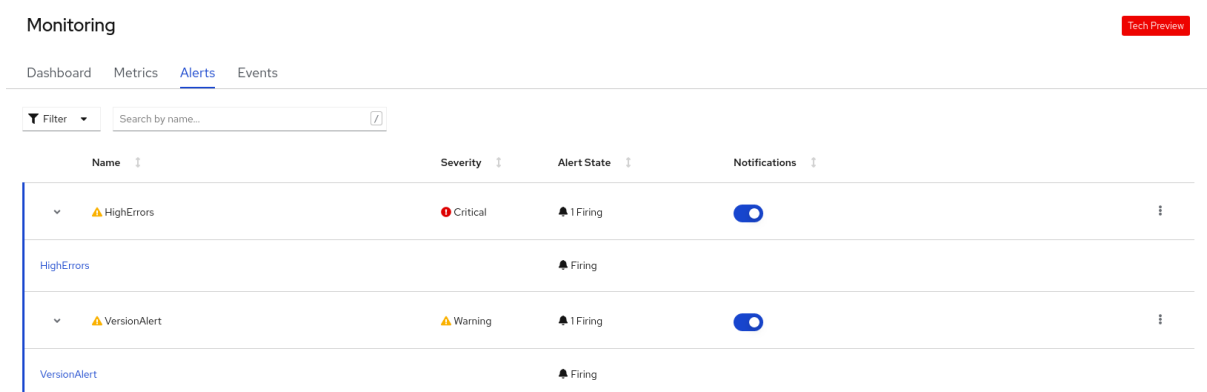 Monitoring
Tech Preview
Dashboard Metrics Alerts Events
Filter Search by name... /
Name Severity Alert State Notifications
HighErrors Critical 1 Firing
HighErrors Firing
VersionAlert Warning 1 Firing
VersionAlert Firing